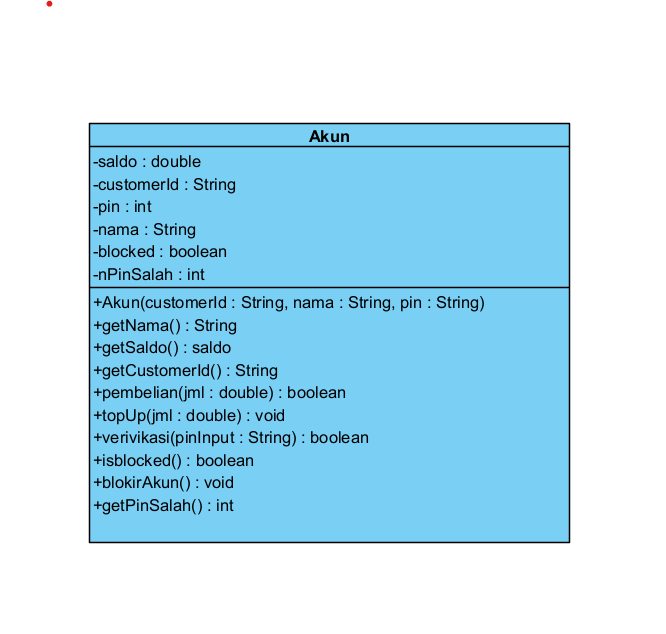 Akun
-saldo : double
-customerId : String
-pin : int
-nama : String
-blocked : boolean
-nPinSalah : int
+Akun(customerId : String, nama : String, pin : String)
+getNama() : String
+getSaldo() : saldo
+getCustomerId() : String
+pembelian(jml : double) : boolean
+topUp(jml : double) : void
+verivikasi(pinInput : String) : boolean
+isblocked() : boolean
+blokirAkun() : void
+getPinSalah() : int